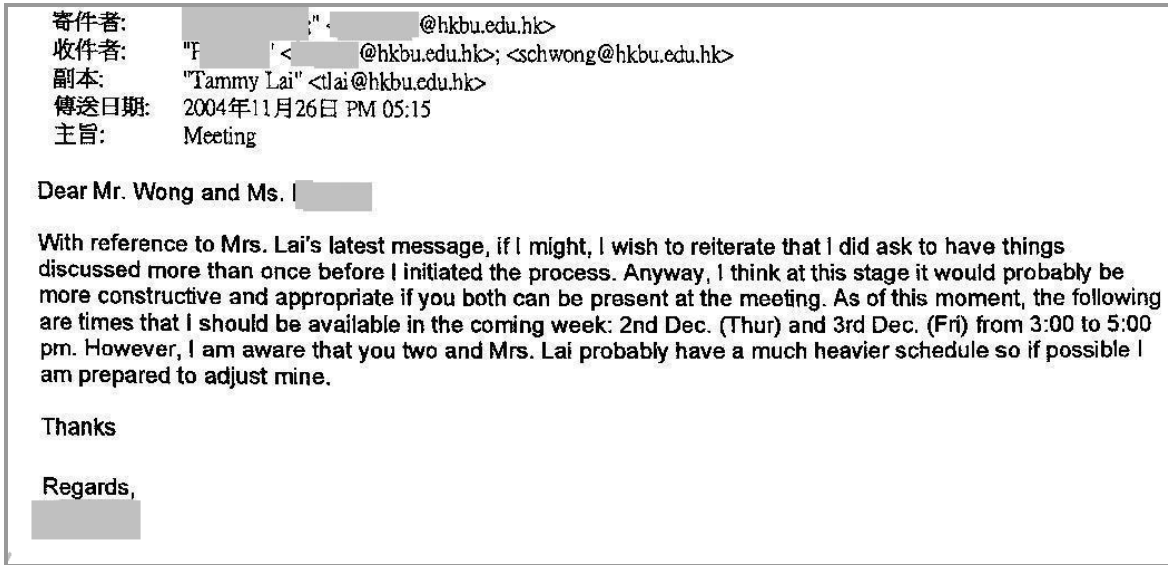 寄件者: " < @hkbu.edu.hk>
收件者: " ' < @hkbu.edu.hk>; <schwong@hkbu.edu.hk>
副本: "Tammy Lai" <tlai@hkbu.edu.hk>
傳送日期: 2004年11月26日 PM 05:15
主旨: Meeting
Dear Mr. Wong and Ms.
With reference to Mrs. Lai's latest message, if I might, I wish to reiterate that I did ask to have things
discussed more than once before I initiated the process. Anyway, I think at this stage it would probably be
more constructive and appropriate if you both can be present at the meeting. As of this moment, the following
are times that I should be available in the coming week: 2nd Dec. (Thur) and 3rd Dec. (Fri) from 3:00 to 5:00
pm. However, I am aware that you two and Mrs. Lai probably have a much heavier schedule so if possible I
am prepared to adjust mine.
Thanks
Regards,